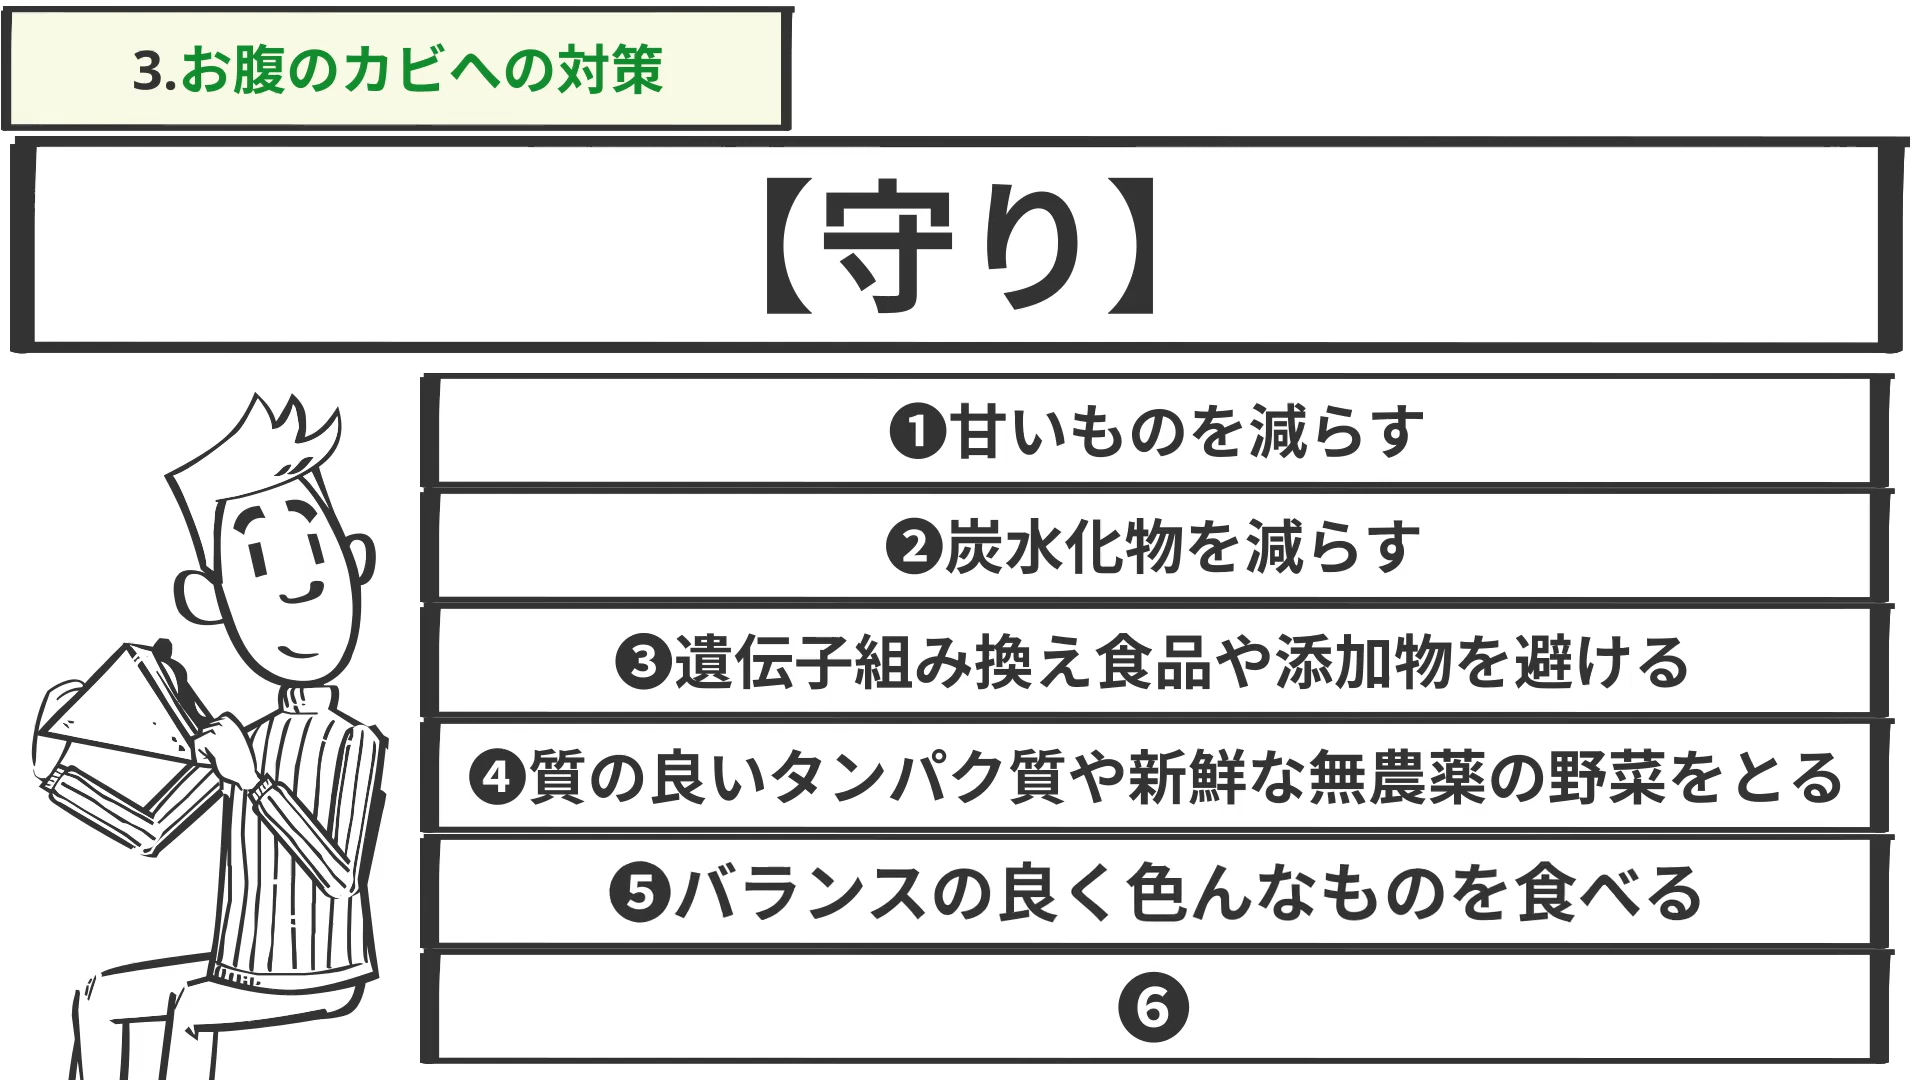 3.お腹のカビへの対策
【守り】
❶甘いものを減らす
❷炭水化物を減らす
❸遺伝子組み換え食品や添加物を避ける
❹質の良いタンパク質や新鮮な無農薬の野菜をとる
❺バランスの良く色んなものを食べる
❻